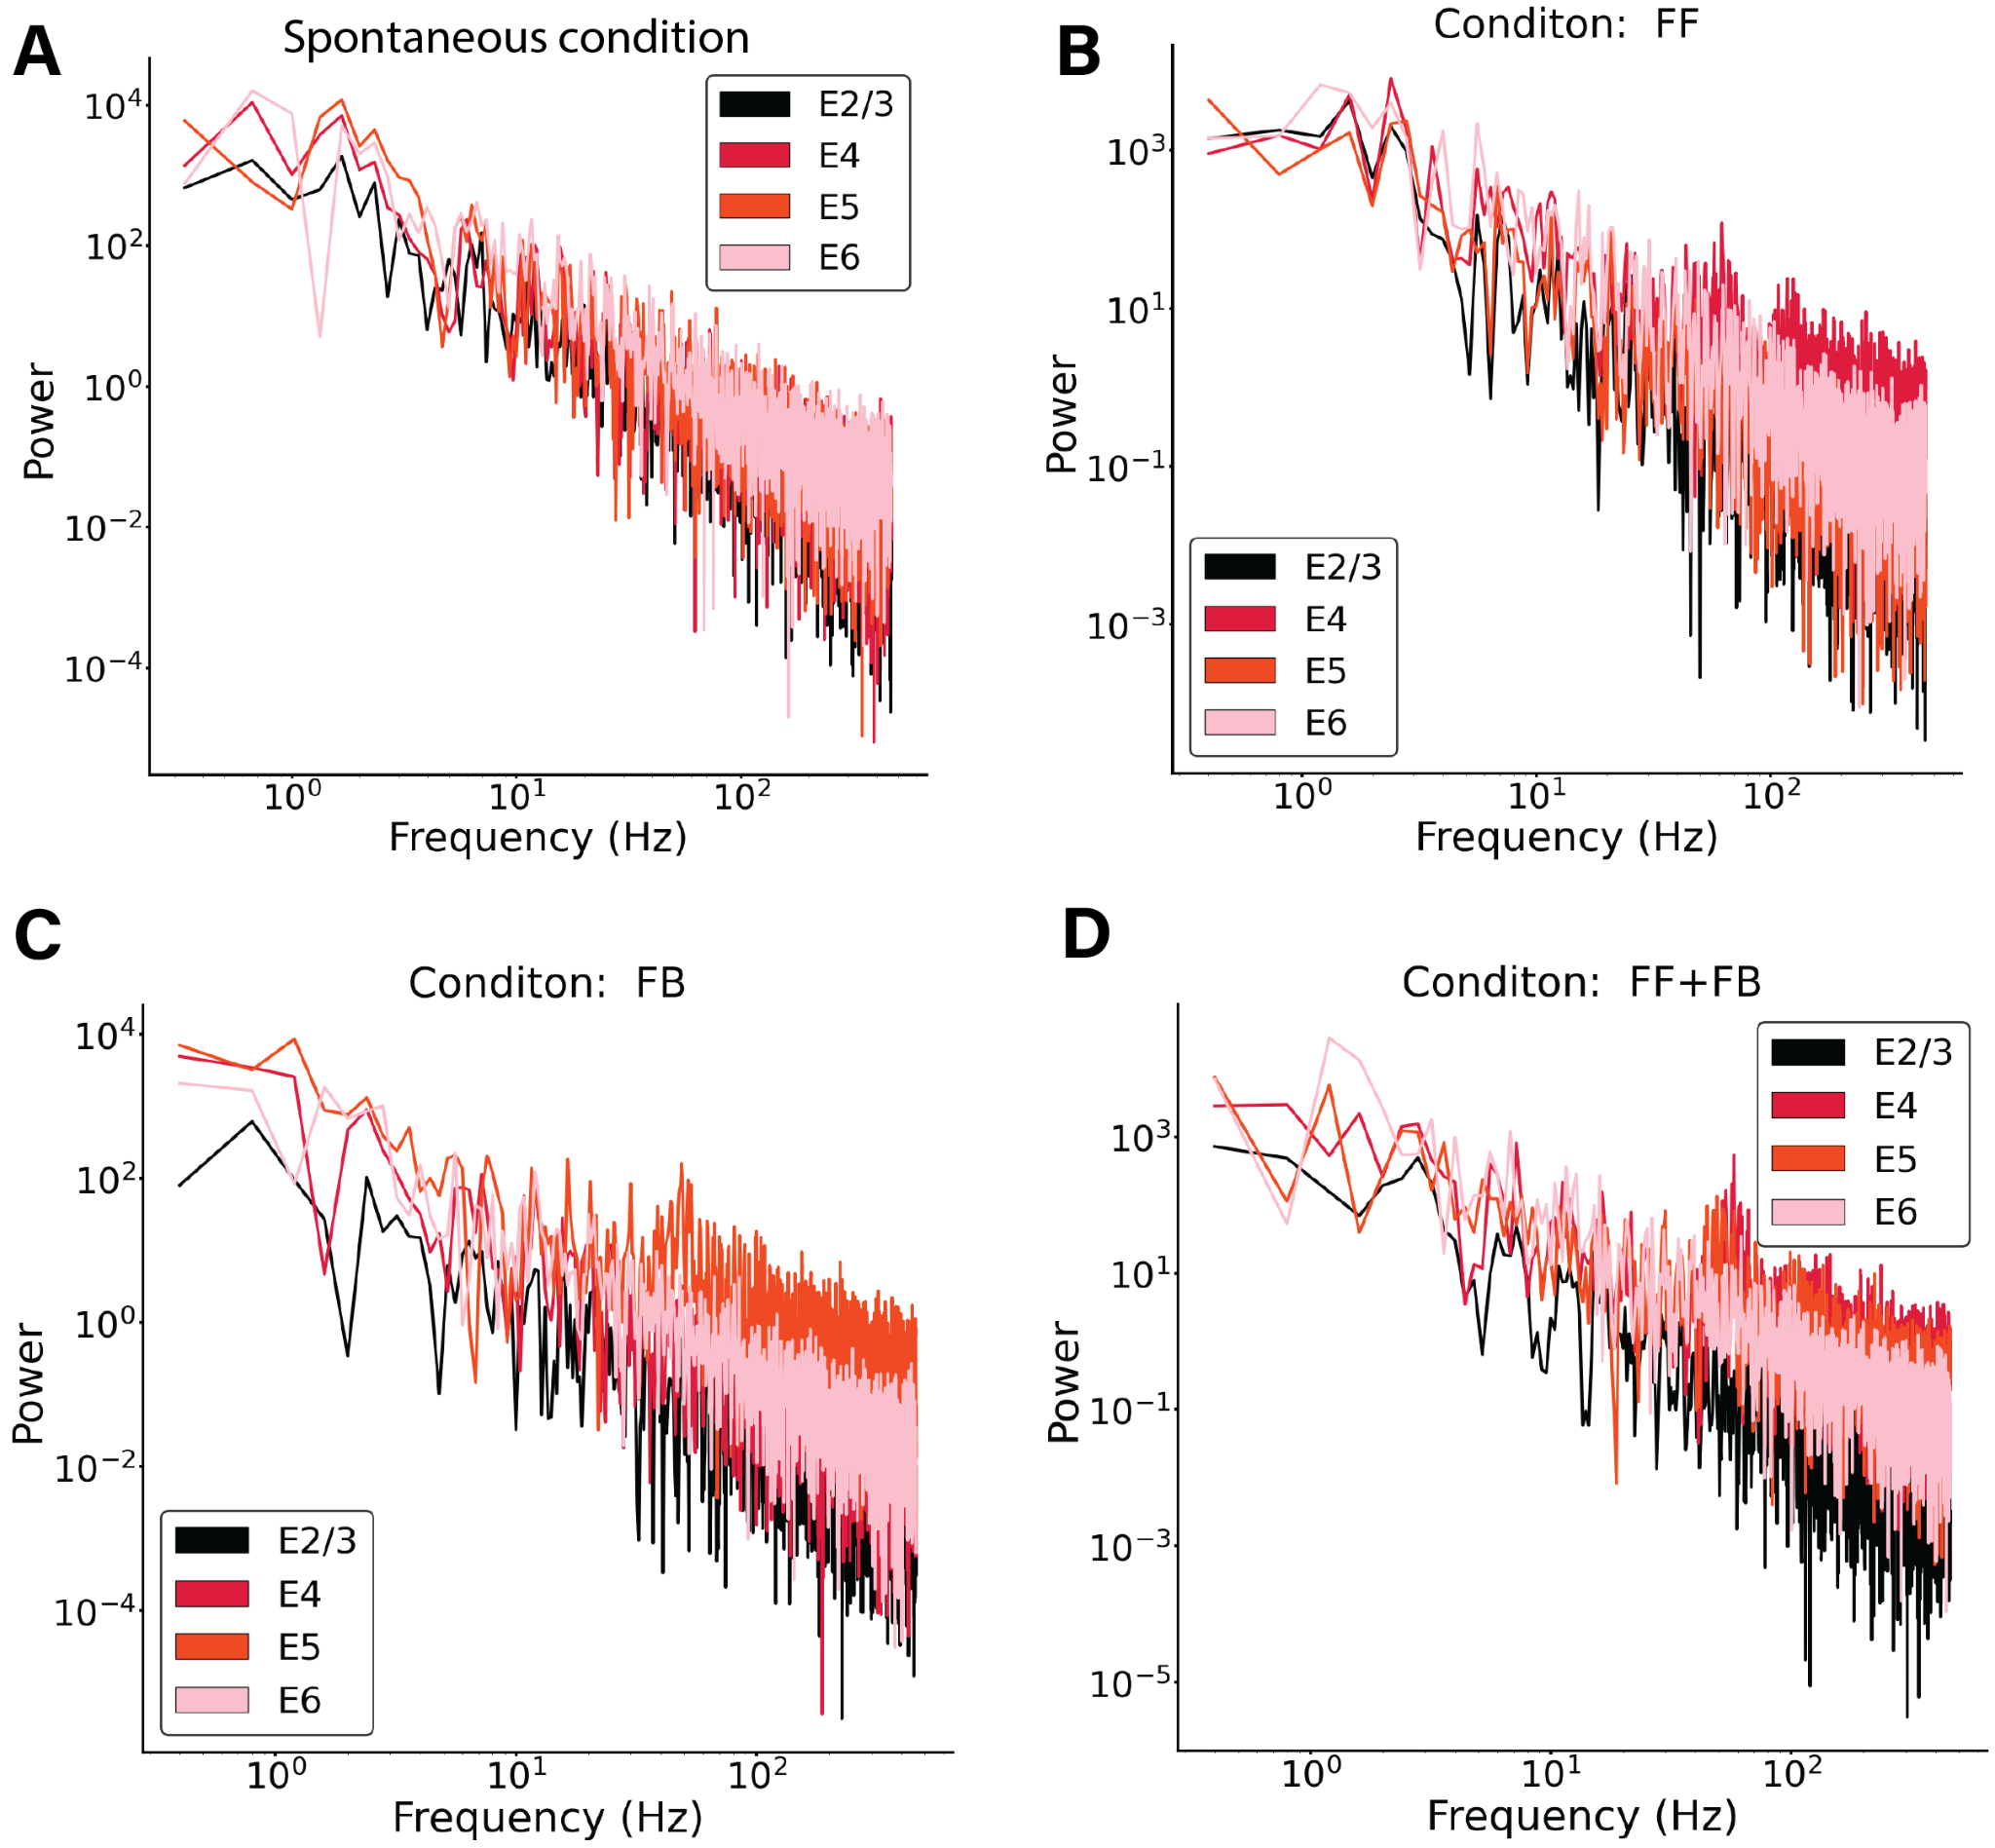 A
Spontaneous condition
10⁴
10²
10⁰
10⁻²
10⁻⁴
Power
E2/3
E4
E5
E6
10⁰ 10¹ 10²
Frequency (Hz)
B
Conditon: FF
10³
10¹
10⁻¹
10⁻³
Power
E2/3
E4
E5
E6
10⁰ 10¹ 10²
Frequency (Hz)
C
Conditon: FB
10⁴
10²
10⁰
10⁻²
10⁻⁴
Power
E2/3
E4
E5
E6
10⁰ 10¹ 10²
Frequency (Hz)
D
Conditon: FF+FB
10³
10¹
10⁻¹
10⁻³
10⁻⁵
Power
E2/3
E4
E5
E6
10⁰ 10¹ 10²
Frequency (Hz)